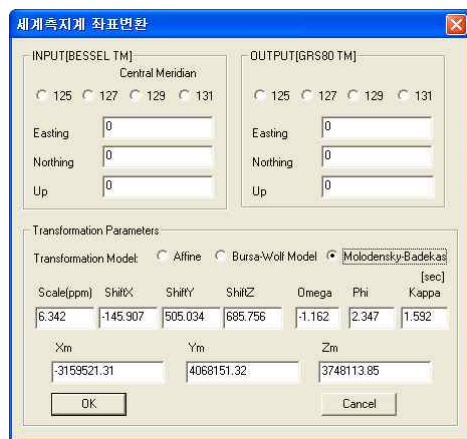 세계측지계 좌표변환
INPUT[BESSEL TM]
Central Meridian
125 127 129 131
Easting 0
Northing 0
Up 0
OUTPUT[GRS80 TM]
125 127 129 131
Easting 0
Northing 0
Up 0
Transformation Parameters
Transformation Model: Affine Bursa-Wolf Model Molodensky-Badekas
[sec]
Scale(ppm) ShiftX ShiftY ShiftZ Omega Phi Kappa
6.342 -145.907 505.034 685.756 -1.162 2.347 1.592
Xm Ym Zm
-3159521.31 4068151.32 3748113.85
OK Cancel